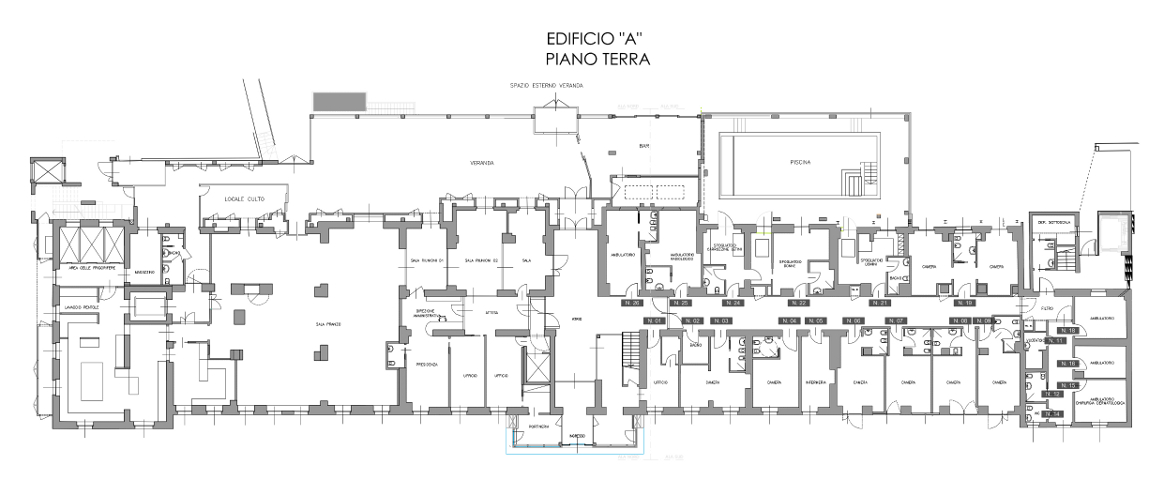 EDIFICIO "A"
PIANO TERRA
SPAZIO ESTERNO VERANDA
BAR
VERANDA
PISCINA
LOCALE CULTO
DEP. SOTTOSCALA
AREA CELLE FRIGORIFERE
MAGAZZINO
BAGNO
SALA RIUNIONI 01
SALA RIUNIONI 02
SALA
AMBULATORIO
AMBULATORIO
SPOGLIATOIO
SPOGLIATOIO
DONNE
SPOGLIATOIO
UOMINI
BAGNO
CAMERA
CAMERA
LAVAGGIO PENTOLE
SALA PRANZO
DIREZIONE
AMMINISTRATIVA
ATTESA
N. 26
N. 25
N. 24
N. 22
N. 21
N. 19
FILTRO
AMBULATORIO
N. 01
N. 02
N. 03
N. 04
N. 05
N. 06
N. 07
N. 08
N. 09
N. 18
N. 11
BAGNO
PRESIDENZA
UFFICIO
UFFICIO
UFFICIO
CAMERA
CAMERA
INFERMERIA
CAMERA
CAMERA
CAMERA
CAMERA
N. 16
AMBULATORIO
N. 15
N. 12
N. 14
AMBULATORIO
CHIRURGIA DERMATOLOGICA
PORTINERIA
INGRESSO